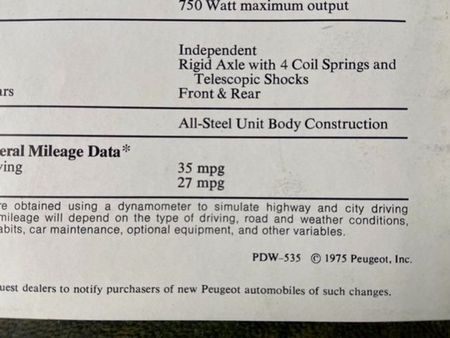 750 Watt maximum output
Independent
Rigid Axle with 4 Coil Springs and
Telescopic Shocks
ars Front & Rear
All-Steel Unit Body Construction
eral Mileage Data*
ving 35 mpg
27 mpg
re obtained using a dynamometer to simulate highway and city driving
mileage will depend on the type of driving, road and weather conditions,
abits, car maintenance, optional equipment, and other variables.
PDW-535 © 1975 Peugeot, Inc.
uest dealers to notify purchasers of new Peugeot automobiles of such changes.